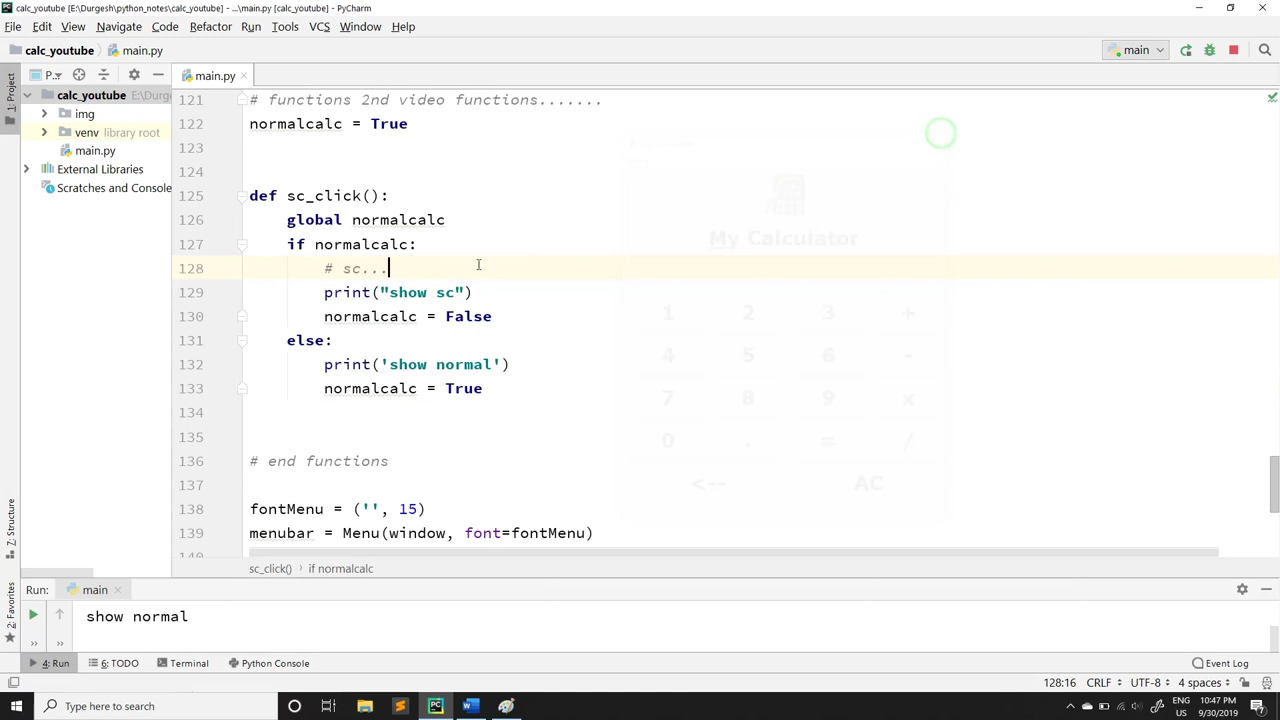 calc_youtube [E:\Durgesh\python_notes\calc_youtube] - ...\main.py [calc_youtube] - PyCharm
File Edit View Navigate Code Refactor Run Tools VCS Window Help
calc_youtube main.py main
1: Project
P...
main.py
calc_youtube E:\Durge
img
venv library root
main.py
External Libraries
Scratches and Console
121 # functions 2nd video functions.......
122 normalcalc = True
123
124
125 def sc_click():
126 global normalcalc
127 if normalcalc:
128 # sc...
129 print("show sc")
130 normalcalc = False
131 else:
132 print('show normal')
133 normalcalc = True
134
135
136 # end functions
137
138 fontMenu = ('', 15)
139 menubar = Menu(window, font=fontMenu)
140
My Calculator
1 2 3 +
4 5 6 -
7 8 9 x
0 . = /
<-- AC
sc_click() if normalcalc
Z: Structure
2: Favorites
Run: main
show normal
4: Run 6: TODO Terminal Python Console Event Log
128:16 CRLF UTF-8 4 spaces
Type here to search
ENG
US
10:47 PM
9/30/2019
7